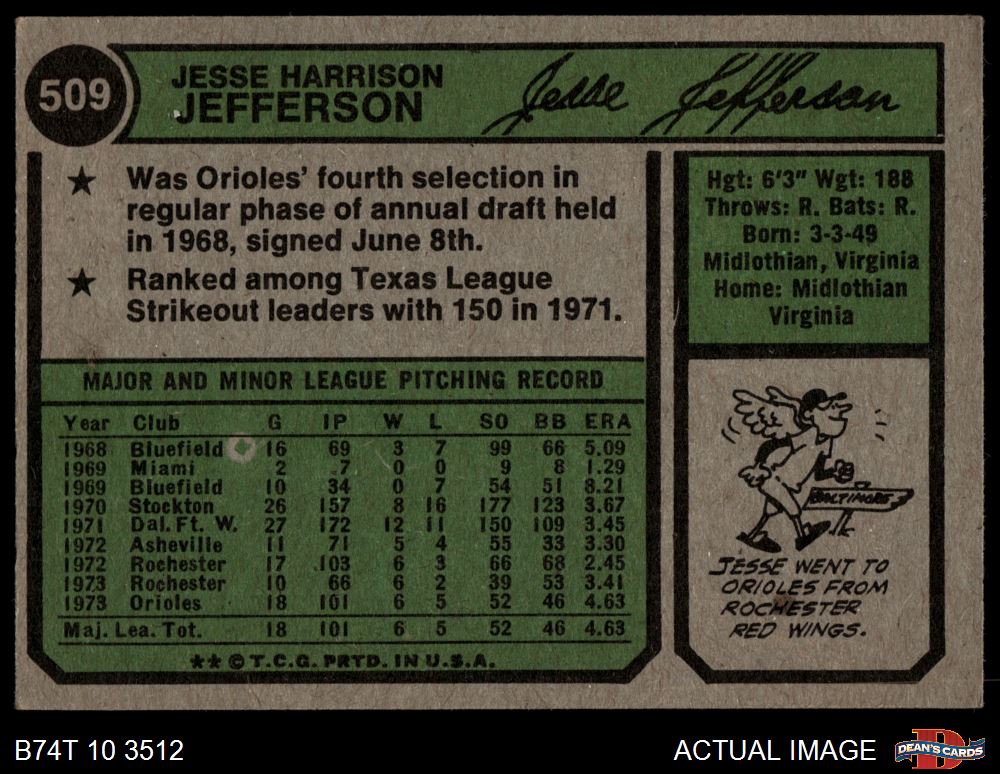 509
JESSE HARRISON
JEFFERSON
Jesse Jefferson
★ Was Orioles' fourth selection in
regular phase of annual draft held
in 1968, signed June 8th.
★ Ranked among Texas League
Strikeout leaders with 150 in 1971.
Hgt: 6'3" Wgt: 188
Throws: R. Bats: R.
Born: 3-3-49
Midlothian, Virginia
Home: Midlothian
Virginia
MAJOR AND MINOR LEAGUE PITCHING RECORD
Year Club G IP W L SO BB ERA
1968 Bluefield 16 69 3 7 99 66 5.09
1969 Miami 2 7 0 0 9 8 1.29
1969 Bluefield 10 34 0 7 54 51 8.21
1970 Stockton 26 157 8 16 177 123 3.67
1971 Dal. Ft. W. 27 172 12 11 150 109 3.45
1972 Asheville 11 71 5 4 55 33 3.30
1972 Rochester 17 103 6 3 66 68 2.45
1973 Rochester 10 66 6 2 39 53 3.41
1973 Orioles 18 101 6 5 52 46 4.63
Maj. Lea. Tot. 18 101 6 5 52 46 4.63
** © T.C.G. PRTD. IN U.S.A.
BALTIMORE
JESSE WENT TO
ORIOLES FROM
ROCHESTER
RED WINGS.
B74T 10 3512
ACTUAL IMAGE
D
DEAN'S CARDS